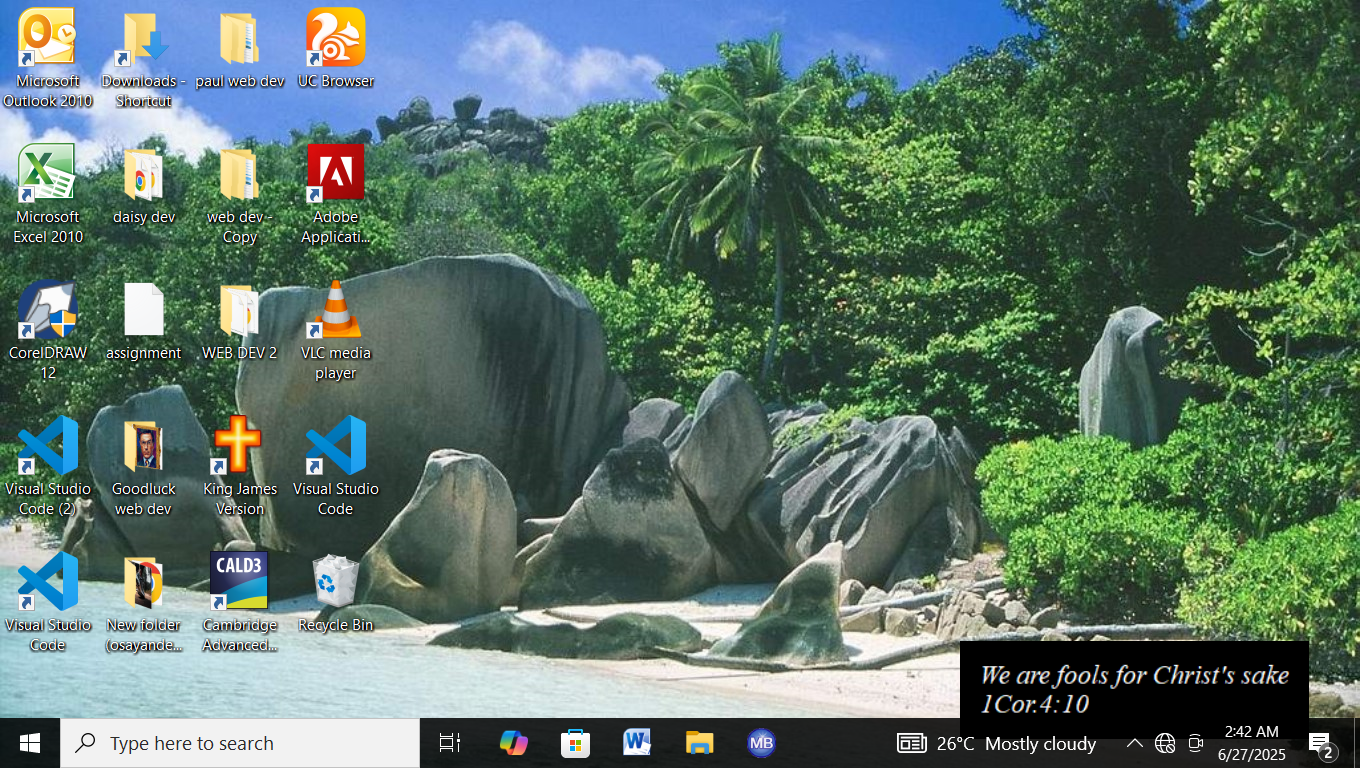 Microsoft
Outlook 2010
Downloads -
Shortcut
paul web dev
UC Browser
Microsoft
Excel 2010
daisy dev
web dev -
Copy
Adobe
Applicati...
CorelDRAW
12
assignment
WEB DEV 2
VLC media
player
Visual Studio
Code (2)
Goodluck
web dev
King James
Version
Visual Studio
Code
Visual Studio
Code
New folder
(osayande...
CALD3
Cambridge
Advanced...
Recycle Bin
We are fools for Christ's sake
1Cor.4:10
Type here to search
W
MB
26°C Mostly cloudy
2:42 AM
6/27/2025
2